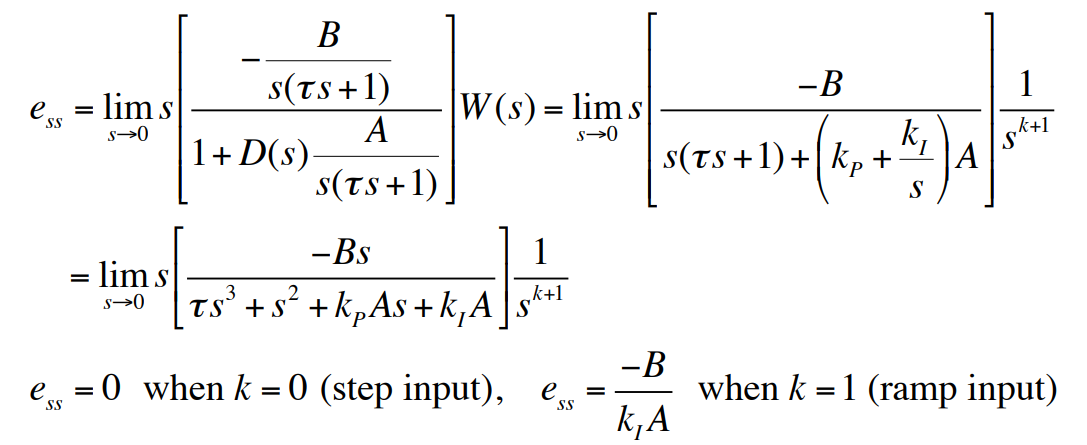 $e_{ss} = \lim_{s \to 0} s \left[ \frac{-\frac{B}{s(\tau s+1)}}{1 + D(s)\frac{A}{s(\tau s+1)}} \right] W(s) = \lim_{s \to 0} s \left[ \frac{-B}{s(\tau s+1) + \left( k_P + \frac{k_I}{s} \right) A} \right] \frac{1}{s^{k+1}}$
$= \lim_{s \to 0} s \left[ \frac{-Bs}{\tau s^3 + s^2 + k_P A s + k_I A} \right] \frac{1}{s^{k+1}}$
$e_{ss} = 0$ when $k = 0$ (step input), $e_{ss} = \frac{-B}{k_I A}$ when $k = 1$ (ramp input)